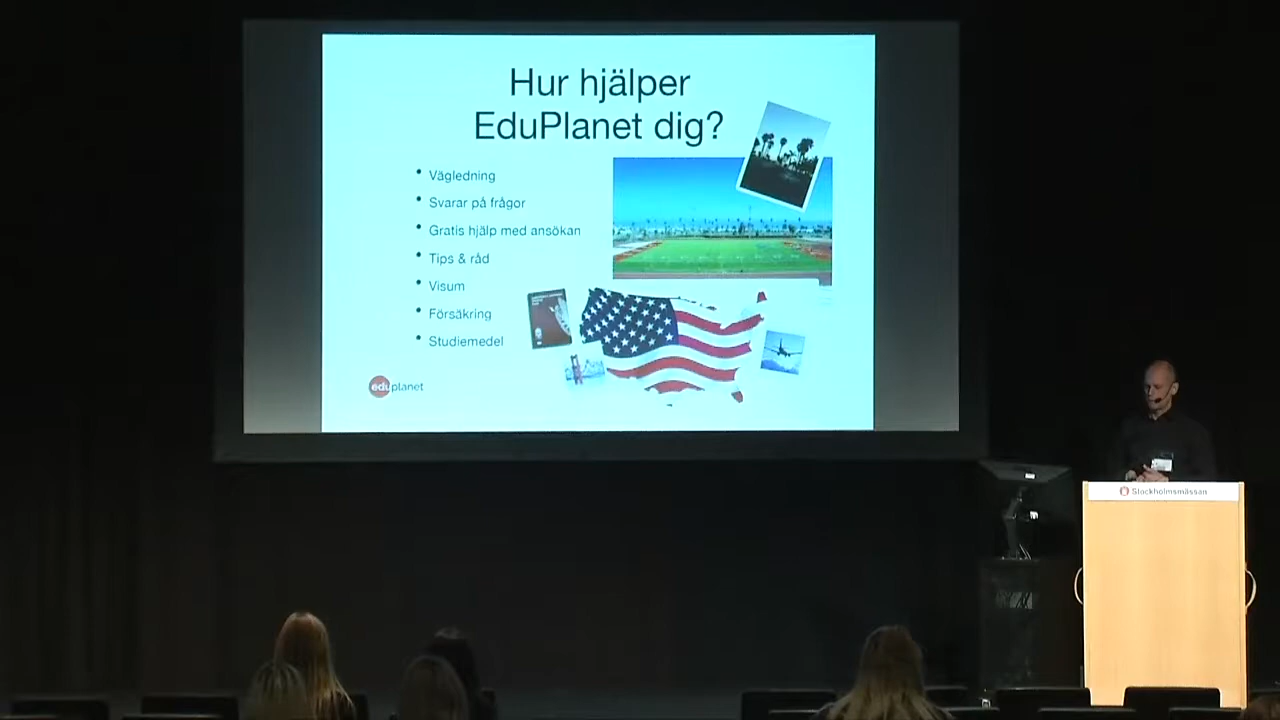 Hur hjälper
EduPlanet dig?
• Vägledning
• Svarar på frågor
• Gratis hjälp med ansökan
• Tips & råd
• Visum
• Försäkring
• Studiemedel
eduplanet
Stockholmsmässan